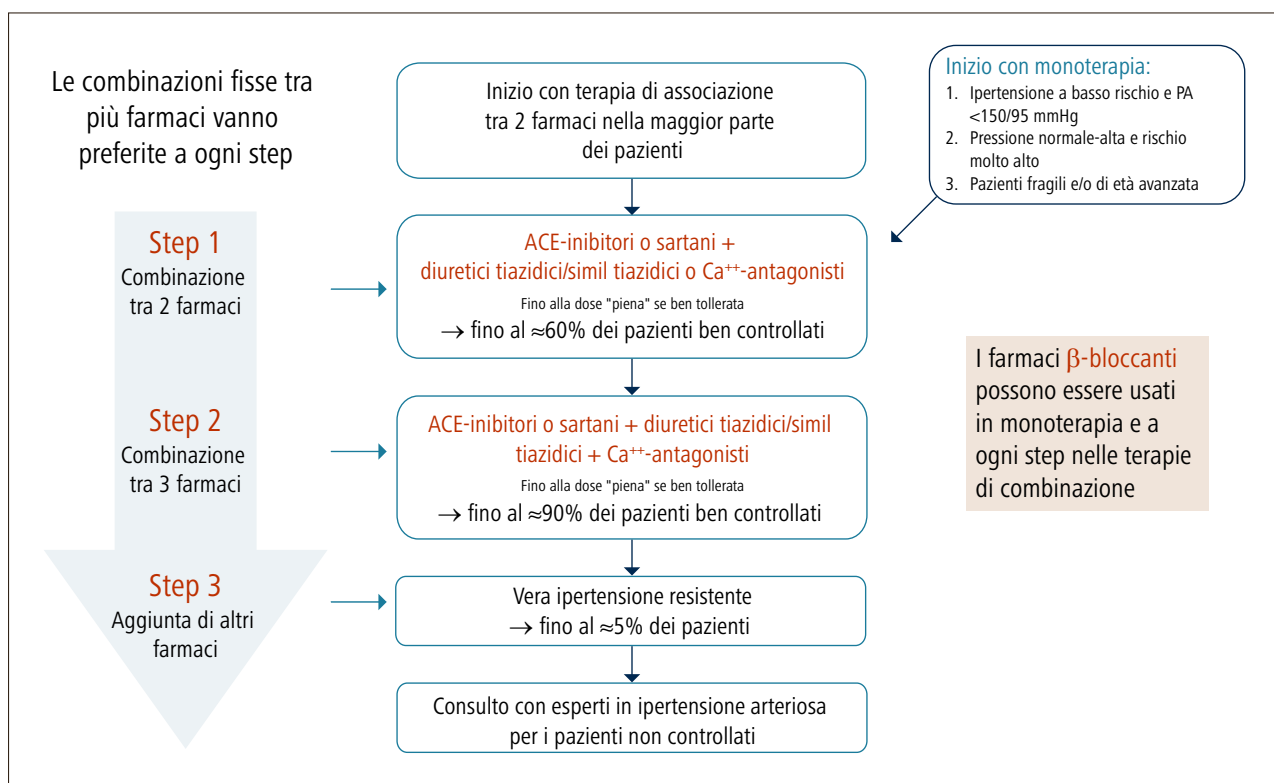 Le combinazioni fisse tra
più farmaci vanno
preferite a ogni step
Inizio con terapia di associazione
tra 2 farmaci nella maggior parte
dei pazienti
Inizio con monoterapia:
1. Ipertensione a basso rischio e PA
<150/95 mmHg
2. Pressione normale-alta e rischio
molto alto
3. Pazienti fragili e/o di età avanzata
Step 1
Combinazione
tra 2 farmaci
ACE-inibitori o sartani +
diuretici tiazidici/simil tiazidici o Ca⁺⁺-antagonisti
Fino alla dose "piena" se ben tollerata
→ fino al ≈60% dei pazienti ben controllati
Step 2
Combinazione
tra 3 farmaci
ACE-inibitori o sartani + diuretici tiazidici/simil
tiazidici + Ca⁺⁺-antagonisti
Fino alla dose "piena" se ben tollerata
→ fino al ≈90% dei pazienti ben controllati
I farmaci β-bloccanti
possono essere usati
in monoterapia e a
ogni step nelle terapie
di combinazione
Step 3
Aggiunta di altri
farmaci
Vera ipertensione resistente
→ fino al ≈5% dei pazienti
Consulto con esperti in ipertensione arteriosa
per i pazienti non controllati